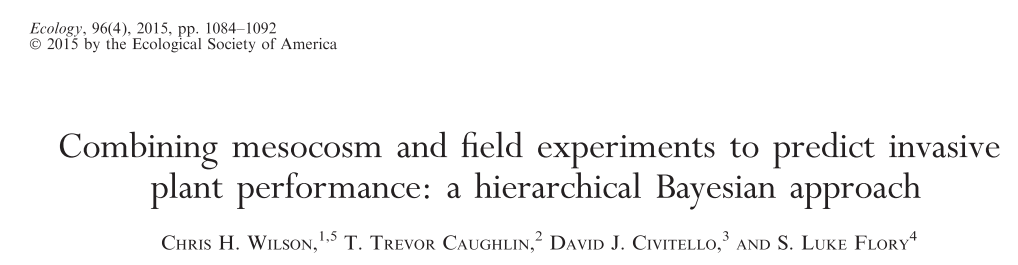 Ecology, 96(4), 2015, pp. 1084–1092
© 2015 by the Ecological Society of America
Combining mesocosm and field experiments to predict invasive
plant performance: a hierarchical Bayesian approach
CHRIS H. WILSON,1,5 T. TREVOR CAUGHLIN,2 DAVID J. CIVITELLO,3 AND S. LUKE FLORY4